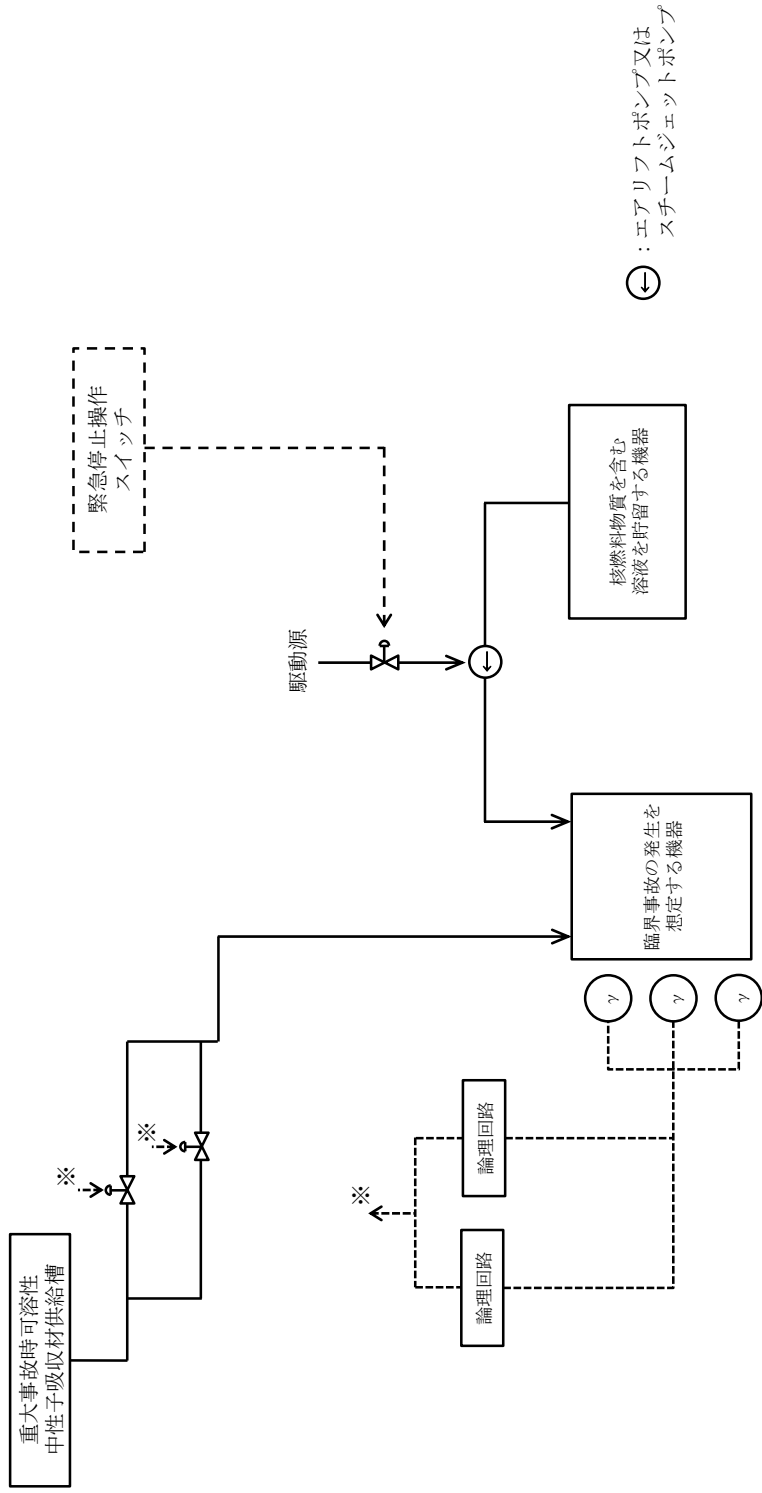 重大事故時可溶性
中性子吸収材供給槽
※
※
緊急停止操作
スイッチ
駆動源
↓
※
論理回路
論理回路
γ
γ
γ
臨界事故の発生を
想定する機器
核燃料物質を含む
溶液を貯留する機器
↓
：エアリフトポンプ又は
スチームジェットポンプ